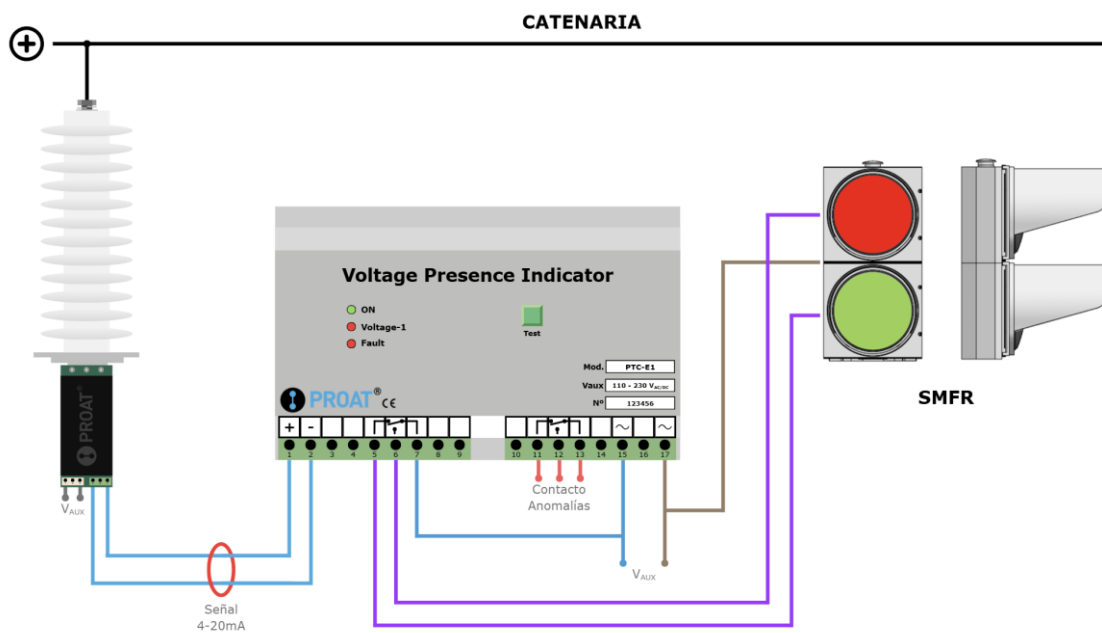 CATENARIA
+
Voltage Presence Indicator
ON
Voltage-1
Fault
Test
Mod. PTC-E1
Vaux 110 - 230 VAC/DC
Nº 123456
PROAT® CE
+ -
1 2 3 4 5 6 7 8 9
10 11 12 13 14 15 16 17
PROAT®
VAUX
Contacto
Anomalías
VAUX
Señal
4-20mA
SMFR